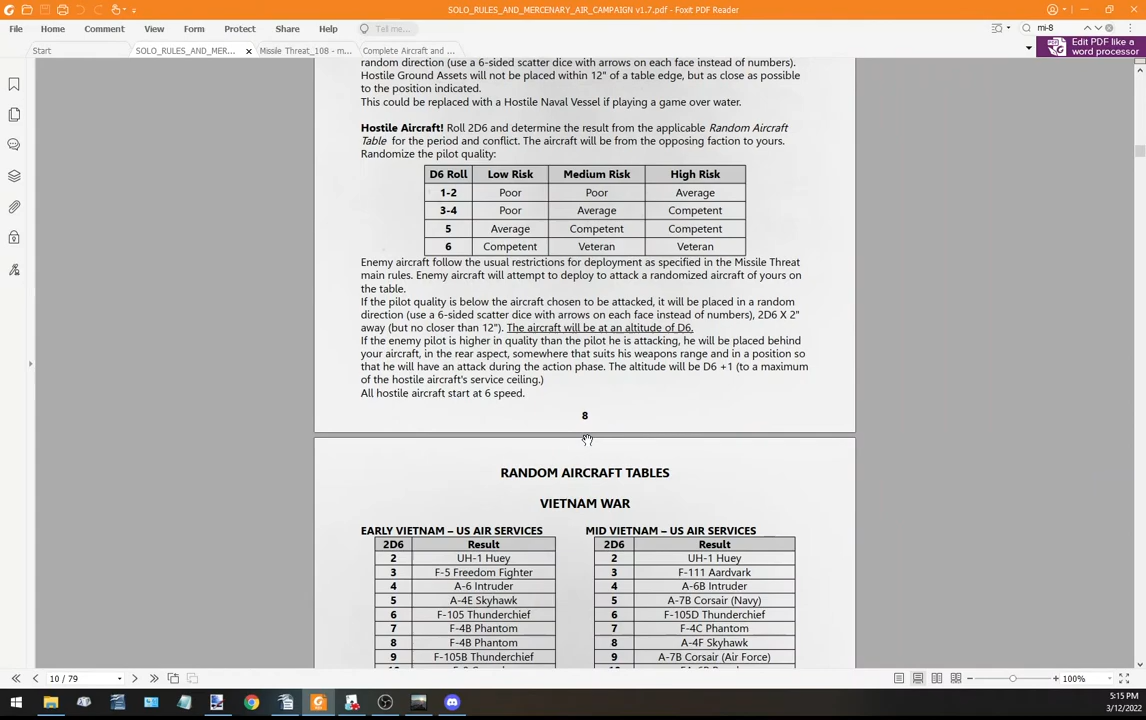 SOLO_RULES_AND_MERCENARY_AIR_CAMPAIGN v1.7.pdf - Foxit PDF Reader
File Home Comment View Form Protect Share Help Tell me...
mi-8
Start SOLO_RULES_AND_MER... Missile Threat_108 - m... Complete Aircraft and ...
Edit PDF like a
word processor
random direction (use a 6-sided scatter dice with arrows on each face instead of numbers).
Hostile Ground Assets will not be placed within 12" of a table edge, but as close as possible
to the position indicated.
This could be replaced with a Hostile Naval Vessel if playing a game over water.
Hostile Aircraft! Roll 2D6 and determine the result from the applicable Random Aircraft
Table for the period and conflict. The aircraft will be from the opposing faction to yours.
Randomize the pilot quality:
D6 Roll Low Risk Medium Risk High Risk
1-2 Poor Poor Average
3-4 Poor Average Competent
5 Average Competent Competent
6 Competent Veteran Veteran
Enemy aircraft follow the usual restrictions for deployment as specified in the Missile Threat
main rules. Enemy aircraft will attempt to deploy to attack a randomized aircraft of yours on
the table.
If the pilot quality is below the aircraft chosen to be attacked, it will be placed in a random
direction (use a 6-sided scatter dice with arrows on each face instead of numbers), 2D6 X 2"
away (but no closer than 12"). The aircraft will be at an altitude of D6.
If the enemy pilot is higher in quality than the pilot he is attacking, he will be placed behind
your aircraft, in the rear aspect, somewhere that suits his weapons range and in a position so
that he will have an attack during the action phase. The altitude will be D6 +1 (to a maximum
of the hostile aircraft's service ceiling.)
All hostile aircraft start at 6 speed.
8
RANDOM AIRCRAFT TABLES
VIETNAM WAR
EARLY VIETNAM – US AIR SERVICES MID VIETNAM – US AIR SERVICES
2D6 Result 2D6 Result
2 UH-1 Huey 2 UH-1 Huey
3 F-5 Freedom Fighter 3 F-111 Aardvark
4 A-6 Intruder 4 A-6B Intruder
5 A-4E Skyhawk 5 A-7B Corsair (Navy)
6 F-105 Thunderchief 6 F-105D Thunderchief
7 F-4B Phantom 7 F-4C Phantom
8 F-4B Phantom 8 A-4F Skyhawk
9 F-105B Thunderchief 9 A-7B Corsair (Air Force)
10 / 79 100%
5:15 PM
3/12/2022